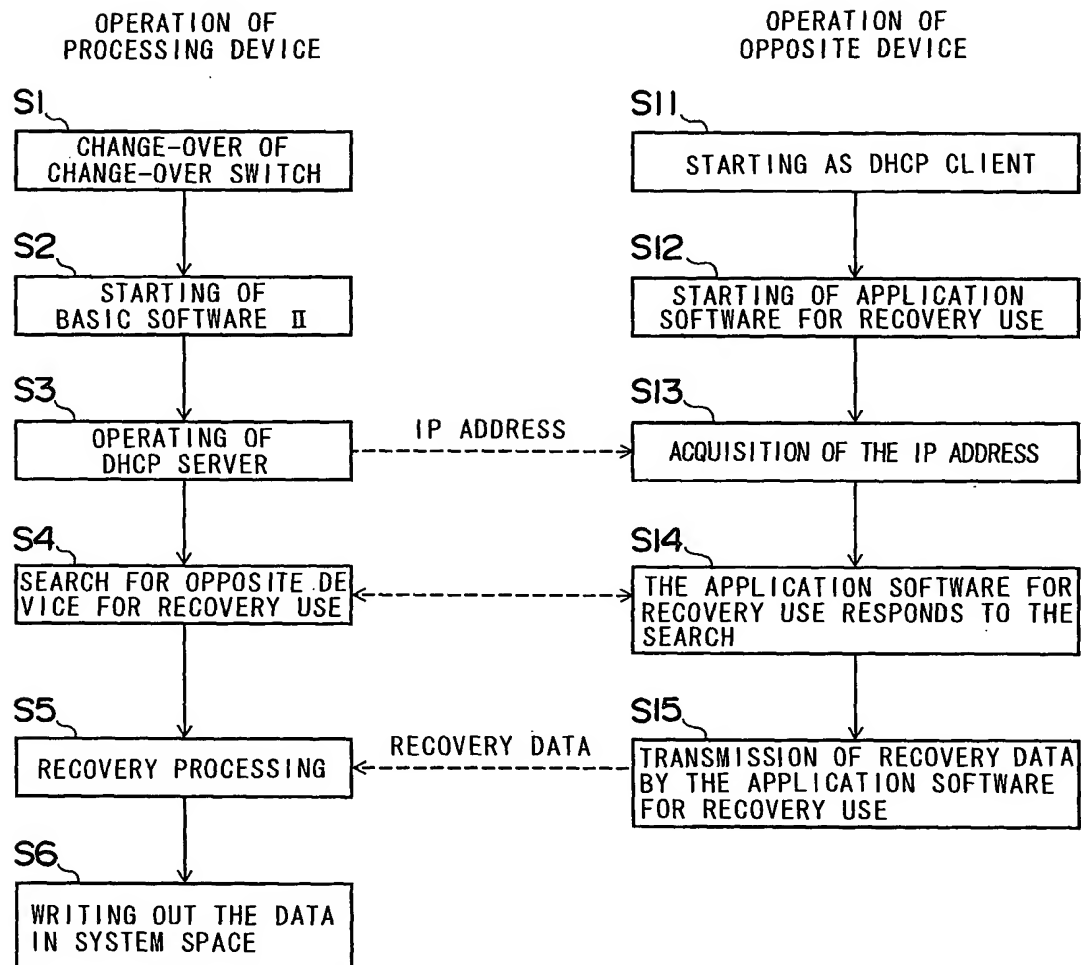 OPERATION OF
PROCESSING DEVICE
S1
CHANGE-OVER OF
CHANGE-OVER SWITCH
S2
STARTING OF
BASIC SOFTWARE Ⅱ
S3
OPERATING OF
DHCP SERVER
IP ADDRESS
S4
SEARCH FOR OPPOSITE DE
VICE FOR RECOVERY USE
S5
RECOVERY PROCESSING
RECOVERY DATA
S6
WRITING OUT THE DATA
IN SYSTEM SPACE
OPERATION OF
OPPOSITE DEVICE
S11
STARTING AS DHCP CLIENT
S12
STARTING OF APPLICATION
SOFTWARE FOR RECOVERY USE
S13
ACQUISITION OF THE IP ADDRESS
S14
THE APPLICATION SOFTWARE FOR
RECOVERY USE RESPONDS TO THE
SEARCH
S15
TRANSMISSION OF RECOVERY DATA
BY THE APPLICATION SOFTWARE
FOR RECOVERY USE